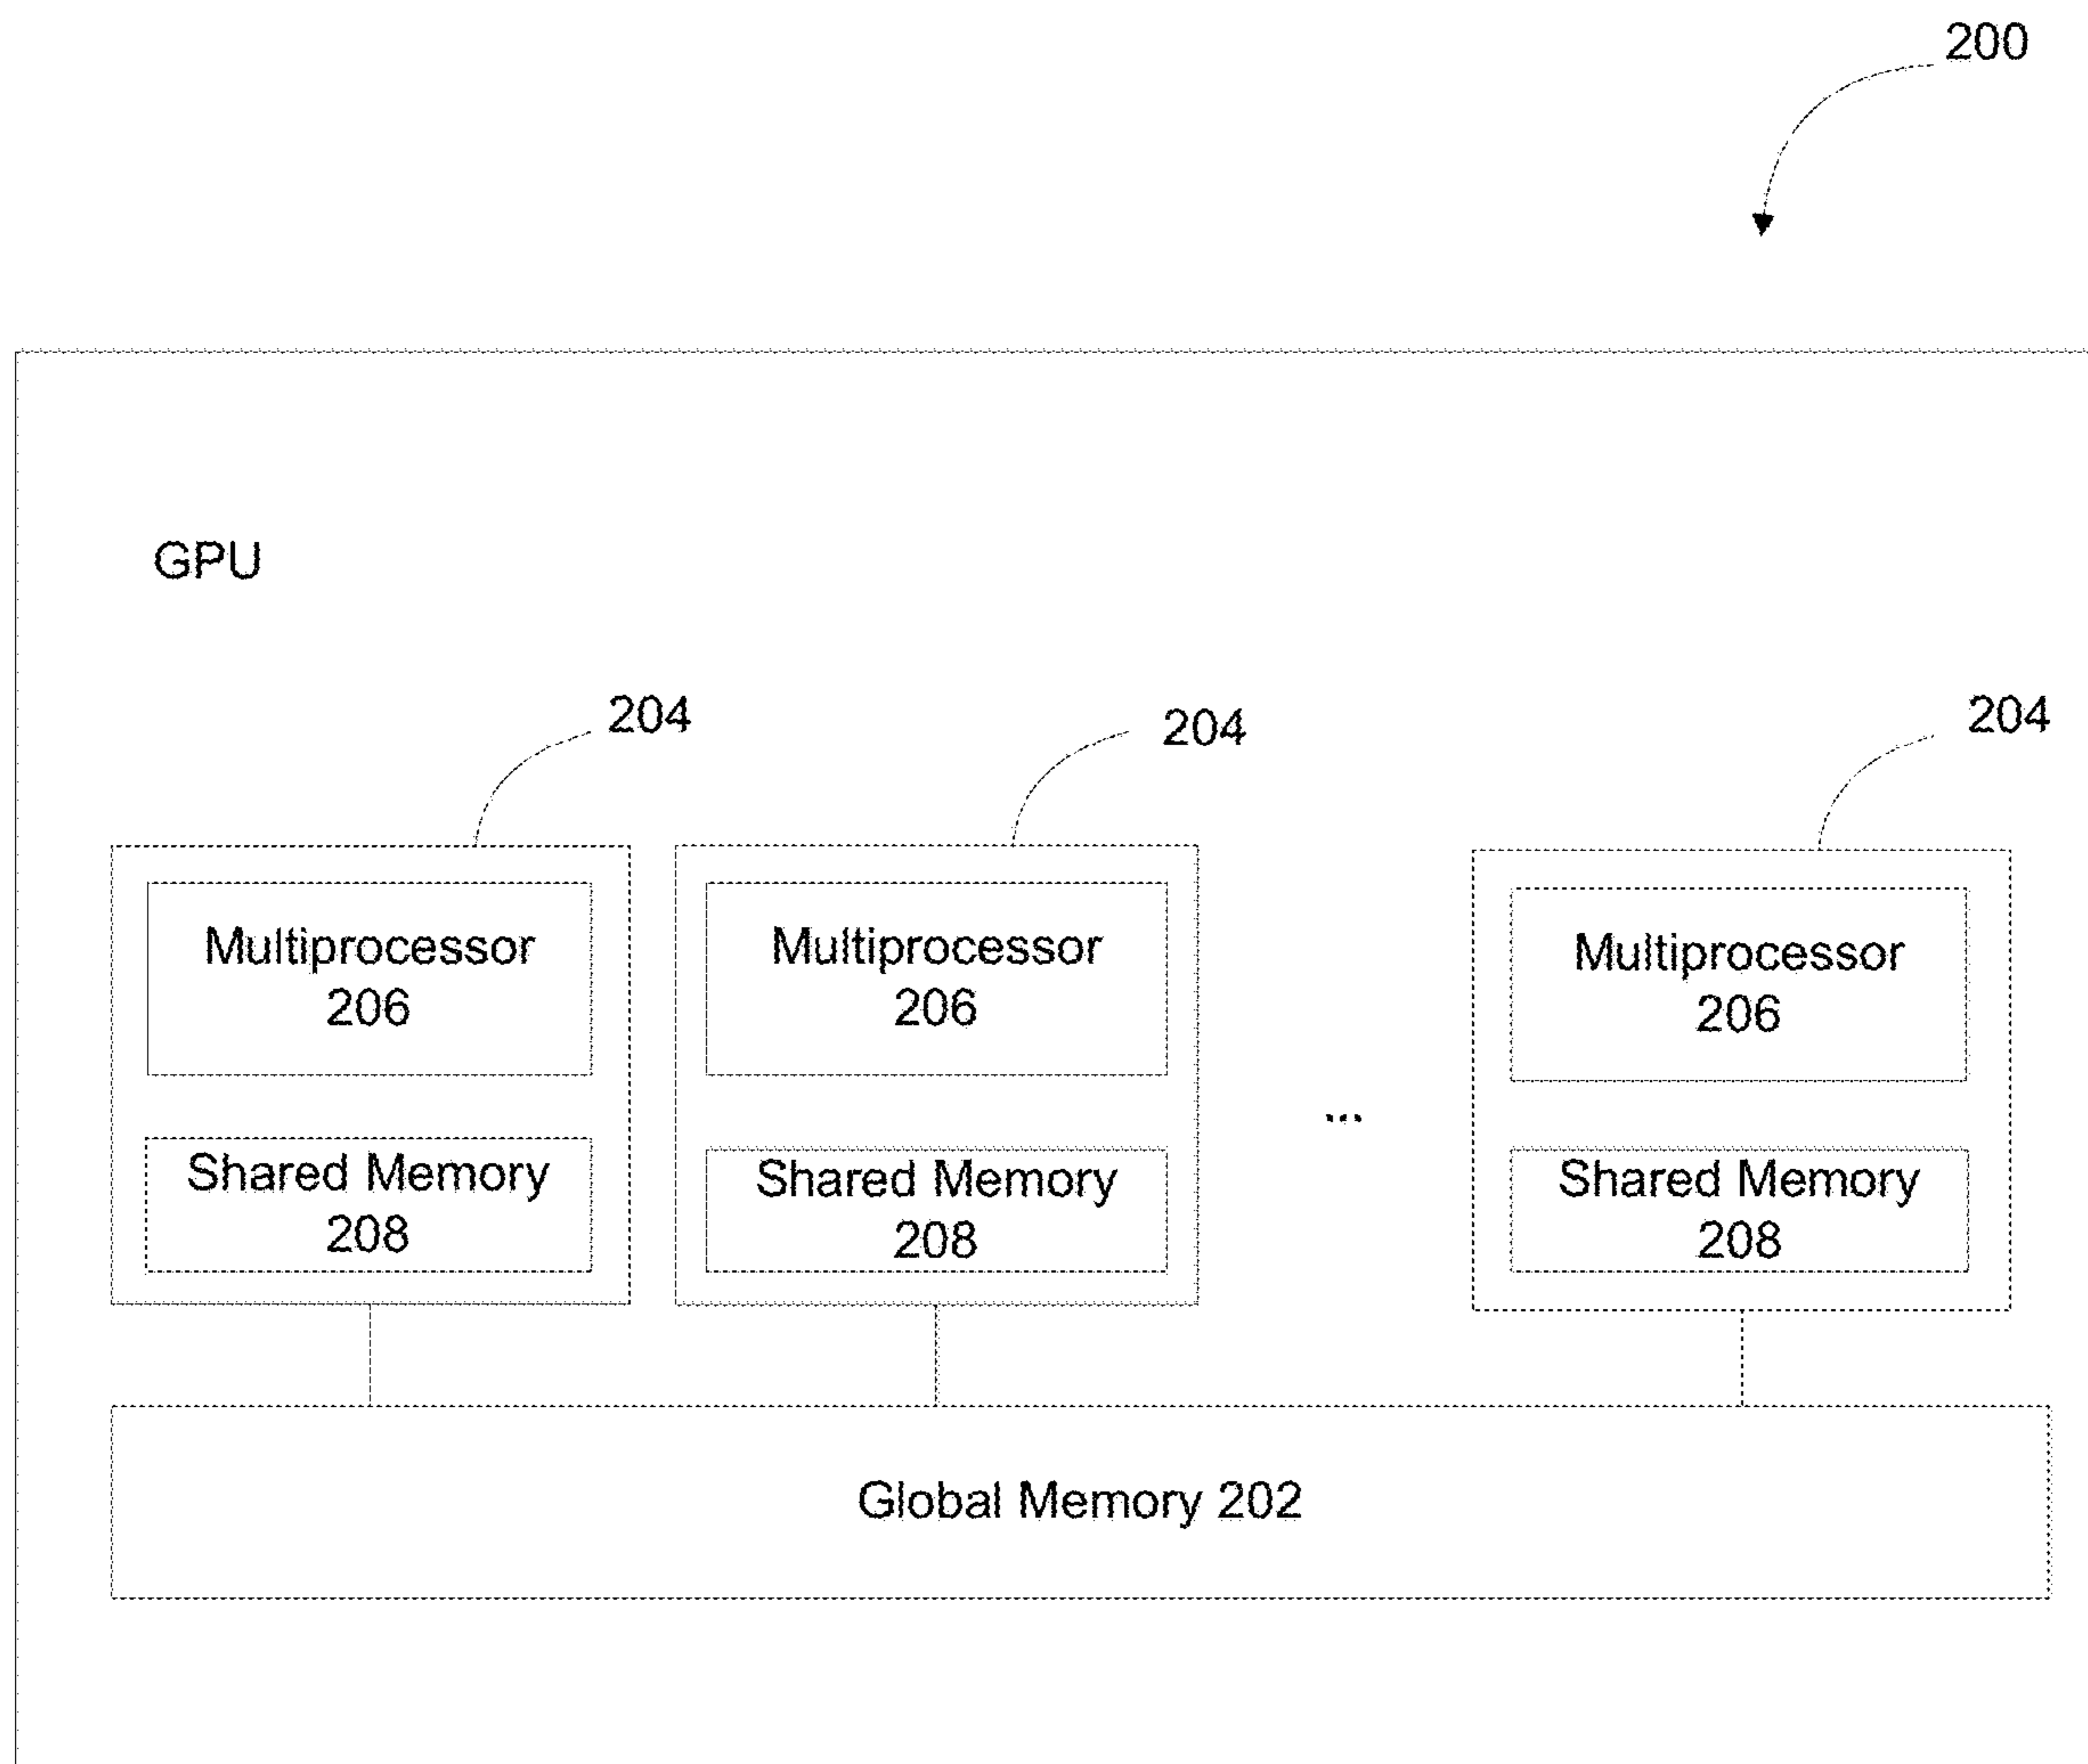 200
GPU
204
204
204
Multiprocessor
206
Multiprocessor
206
Multiprocessor
206
...
Shared Memory
208
Shared Memory
208
Shared Memory
208
Global Memory 202